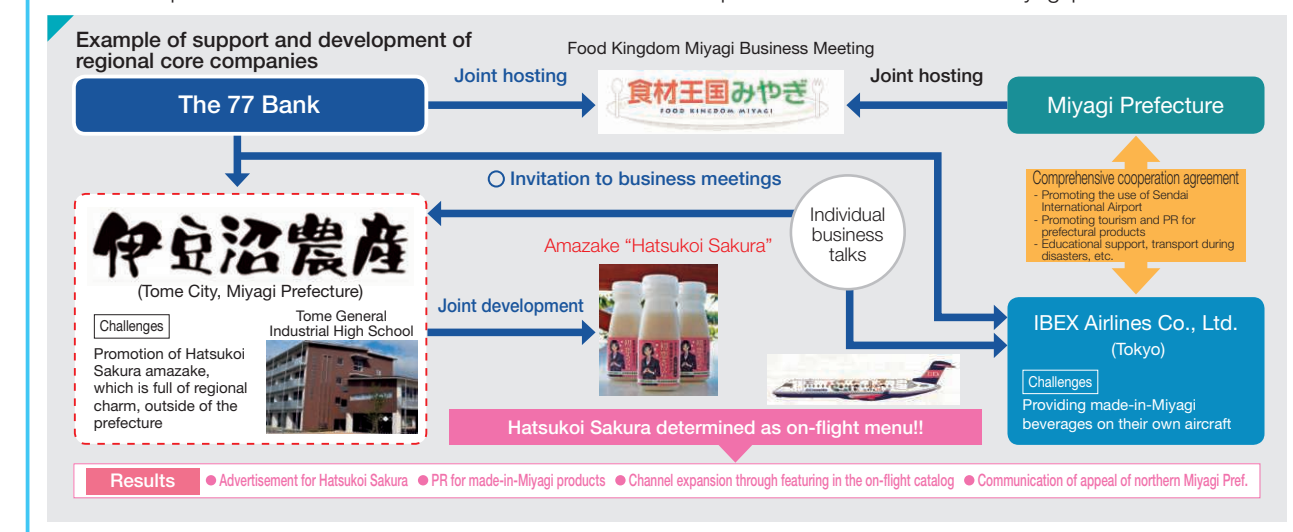 Example of support and development of
regional core companies
Food Kingdom Miyagi Business Meeting
The 77 Bank
Joint hosting
食材王国みやぎ
FOOD KINGDOM MIYAGI
Joint hosting
Miyagi Prefecture
Invitation to business meetings
Individual
business
talks
Comprehensive cooperation agreement
- Promoting the use of Sendai
International Airport
- Promoting tourism and PR for
prefectural products
- Educational support, transport during
disasters, etc.
伊豆沼農産
(Tome City, Miyagi Prefecture)
Challenges
Promotion of Hatsukoi
Sakura amazake,
which is full of regional
charm, outside of the
prefecture
Tome General
Industrial High School
Joint development
Amazake “Hatsukoi Sakura”
IBEX Airlines Co., Ltd.
(Tokyo)
Challenges
Providing made-in-Miyagi
beverages on their own aircraft
Hatsukoi Sakura determined as on-flight menu!!
Results
● Advertisement for Hatsukoi Sakura ● PR for made-in-Miyagi products ● Channel expansion through featuring in the on-flight catalog ● Communication of appeal of northern Miyagi Pref.